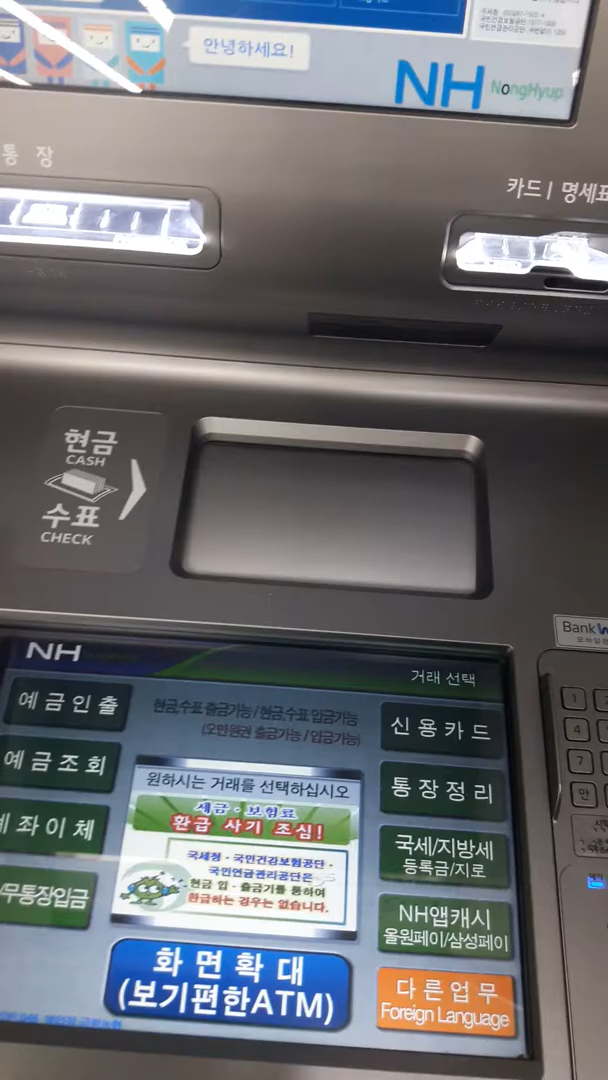 안녕하세요!
NH NongHyup
통 장
카드ㅣ명세표
현금
CASH
수표
CHECK
BankW
NH
거래 선택
예 금 인 출
현금,수표 출금가능 / 현금,수표 입금가능
(오만원권 출금가능 / 입금가능)
신 용 카 드
예 금 조 회
원하시는 거래를 선택하십시오
통 장 정 리
세금 · 보험료
환급 사기 조심!
계 좌 이 체
국세청 · 국민건강보험공단 ·
국민연금관리공단은
현금 입 · 출금기를 통하여
환급하는 경우는 없습니다.
국세/지방세
등록금/지로
/무통장입금
NH앱캐시
올원페이/삼성페이
화 면 확 대
(보기편한ATM)
다 른 업 무
Foreign Language
1
4
7
만